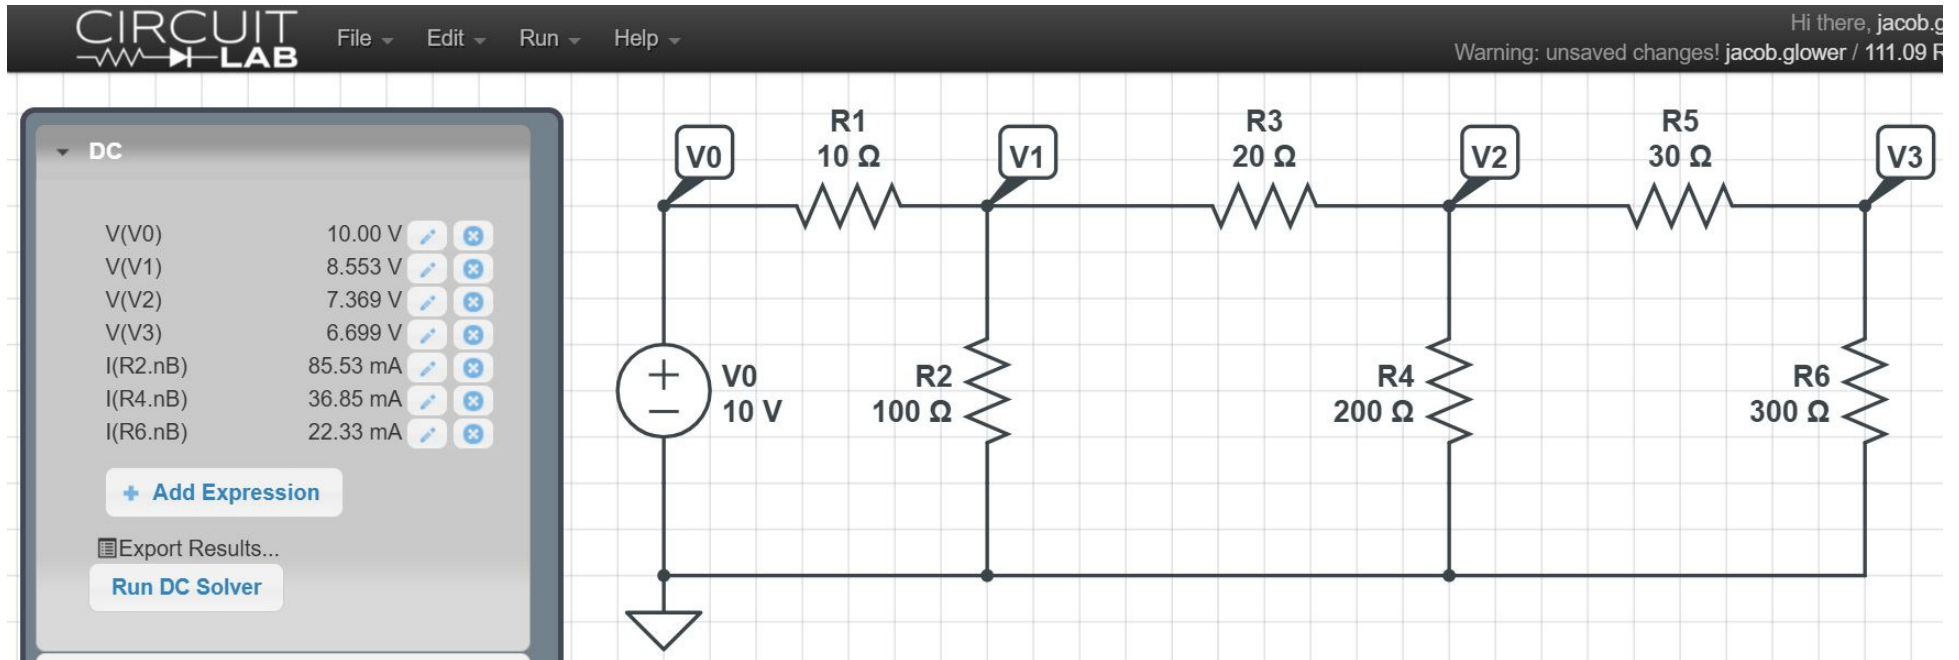 CIRCUIT
LAB
File Edit Run Help
Hi there, jacob.g
Warning: unsaved changes! jacob.glower / 111.09 R
DC
V(V0) 10.00 V
V(V1) 8.553 V
V(V2) 7.369 V
V(V3) 6.699 V
I(R2.nB) 85.53 mA
I(R4.nB) 36.85 mA
I(R6.nB) 22.33 mA
+ Add Expression
Export Results...
Run DC Solver
R1
10 Ω
R3
20 Ω
R5
30 Ω
V0
V1
V2
V3
V0
10 V
R2
100 Ω
R4
200 Ω
R6
300 Ω